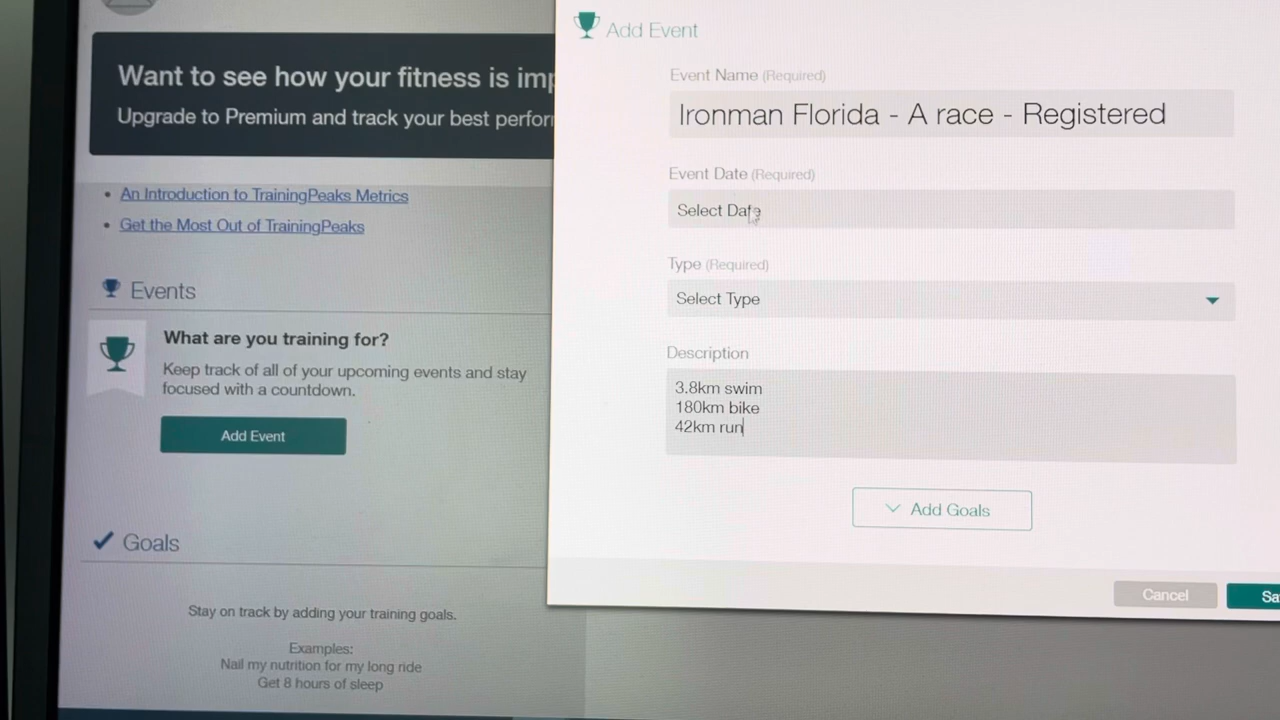 Want to see how your fitness is imp
Upgrade to Premium and track your best perfor
An Introduction to TrainingPeaks Metrics
Get the Most Out of TrainingPeaks
Events
What are you training for?
Keep track of all of your upcoming events and stay
focused with a countdown.
Add Event
Goals
Stay on track by adding your training goals.
Examples:
Nail my nutrition for my long ride
Get 8 hours of sleep
Add Event
Event Name (Required)
Ironman Florida - A race - Registered
Event Date (Required)
Select Date
Type (Required)
Select Type
Description
3.8km swim
180km bike
42km run
Add Goals
Cancel
Sa